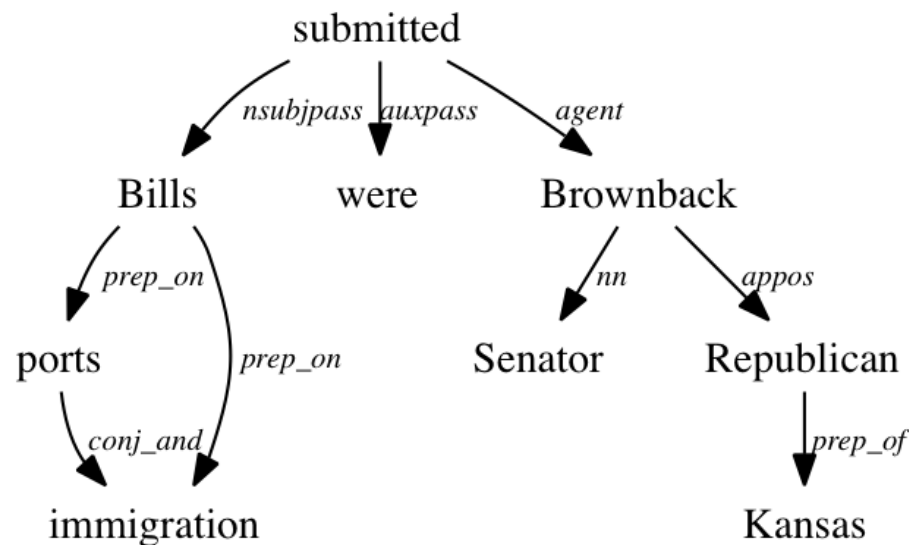 submitted
nsubjpass auxpass agent
Bills were Brownback
prep_on nn appos
ports prep_on Senator Republican
conj_and prep_of
immigration Kansas